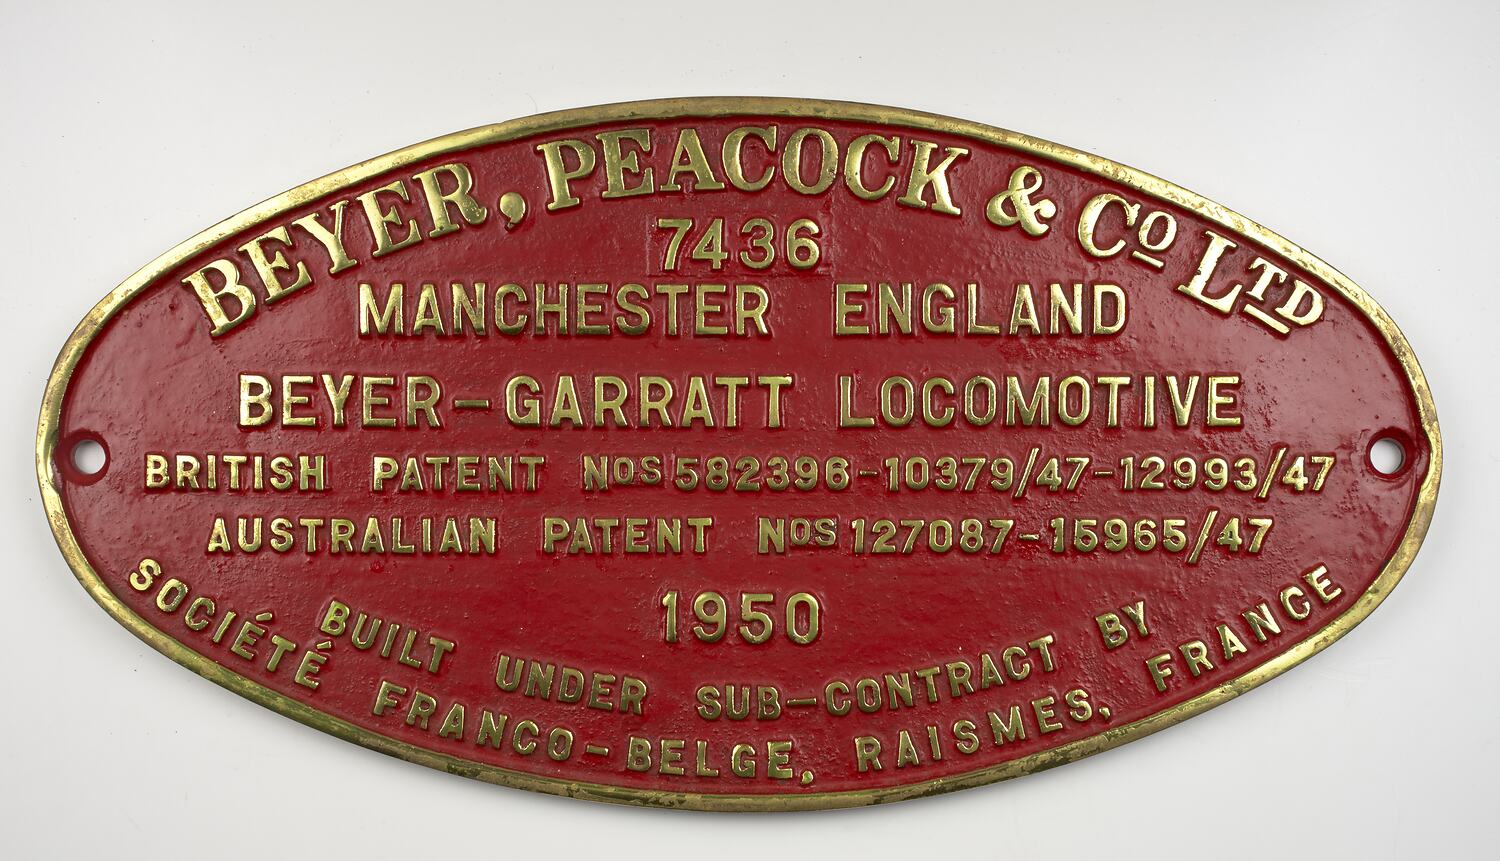 BEYER, PEACOCK & CO LTD
7436
MANCHESTER ENGLAND
BEYER-GARRATT LOCOMOTIVE
BRITISH PATENT NOS 582396-10379/47-12993/47
AUSTRALIAN PATENT NOS 127087-15965/47
1950
BUILT UNDER SUB-CONTRACT BY
SOCIÉTÉ FRANCO-BELGE, RAISMES, FRANCE